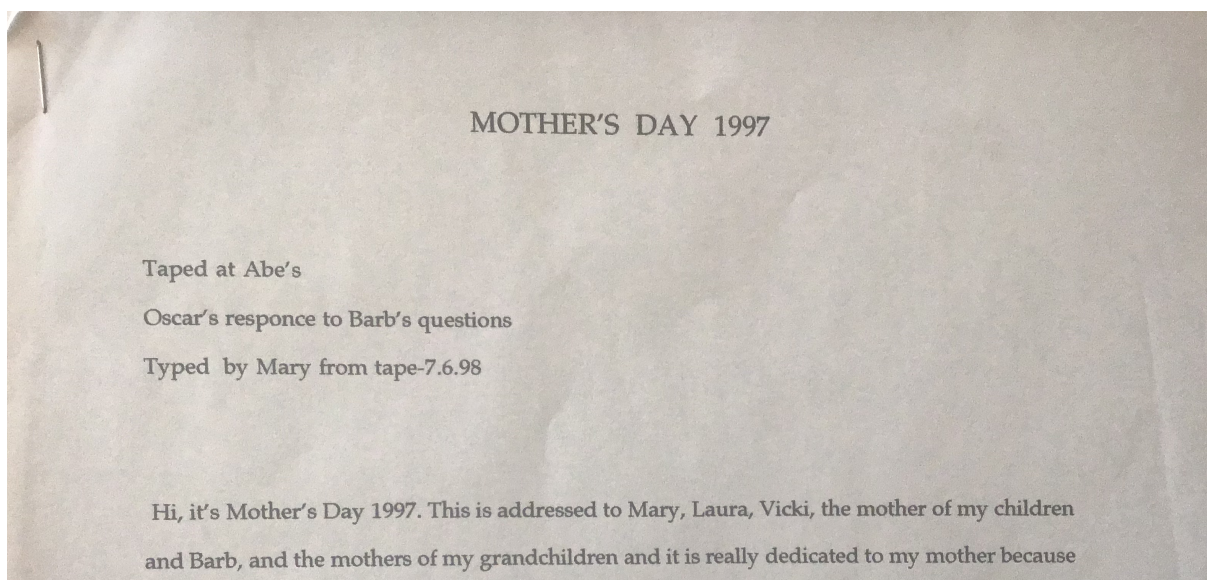 MOTHER'S DAY 1997
Taped at Abe's
Oscar's responce to Barb's questions
Typed by Mary from tape-7.6.98
Hi, it's Mother's Day 1997. This is addressed to Mary, Laura, Vicki, the mother of my children
and Barb, and the mothers of my grandchildren and it is really dedicated to my mother because